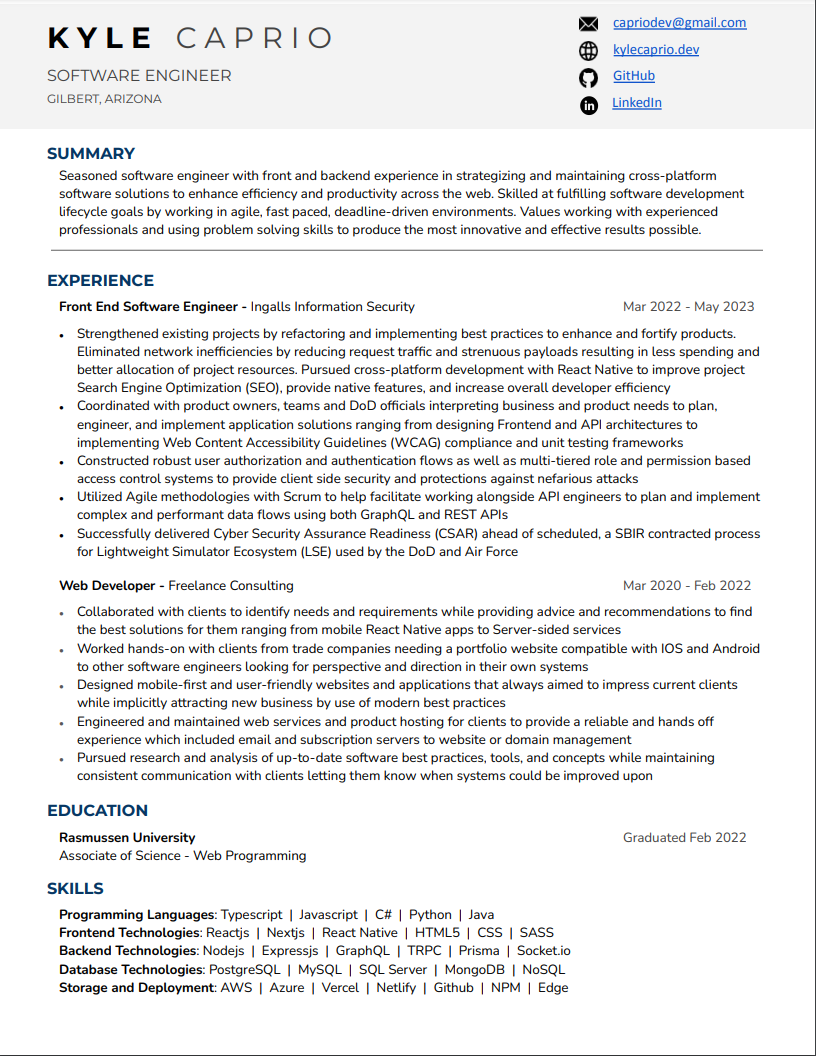 KYLE CAPRIO
SOFTWARE ENGINEER
GILBERT, ARIZONA
capriodev@gmail.com
kylecaprio.dev
GitHub
LinkedIn
SUMMARY
Seasoned software engineer with front and backend experience in strategizing and maintaining cross-platform
software solutions to enhance efficiency and productivity across the web. Skilled at fulfilling software development
lifecycle goals by working in agile, fast paced, deadline-driven environments. Values working with experienced
professionals and using problem solving skills to produce the most innovative and effective results possible.
EXPERIENCE
Front End Software Engineer - Ingalls Information Security Mar 2022 - May 2023
• Strengthened existing projects by refactoring and implementing best practices to enhance and fortify products.
Eliminated network inefficiencies by reducing request traffic and strenuous payloads resulting in less spending and
better allocation of project resources. Pursued cross-platform development with React Native to improve project
Search Engine Optimization (SEO), provide native features, and increase overall developer efficiency
• Coordinated with product owners, teams and DoD officials interpreting business and product needs to plan,
engineer, and implement application solutions ranging from designing Frontend and API architectures to
implementing Web Content Accessibility Guidelines (WCAG) compliance and unit testing frameworks
• Constructed robust user authorization and authentication flows as well as multi-tiered role and permission based
access control systems to provide client side security and protections against nefarious attacks
• Utilized Agile methodologies with Scrum to help facilitate working alongside API engineers to plan and implement
complex and performant data flows using both GraphQL and REST APIs
• Successfully delivered Cyber Security Assurance Readiness (CSAR) ahead of scheduled, a SBIR contracted process
for Lightweight Simulator Ecosystem (LSE) used by the DoD and Air Force
Web Developer - Freelance Consulting Mar 2020 - Feb 2022
• Collaborated with clients to identify needs and requirements while providing advice and recommendations to find
the best solutions for them ranging from mobile React Native apps to Server-sided services
• Worked hands-on with clients from trade companies needing a portfolio website compatible with IOS and Android
to other software engineers looking for perspective and direction in their own systems
• Designed mobile-first and user-friendly websites and applications that always aimed to impress current clients
while implicitly attracting new business by use of modern best practices
• Engineered and maintained web services and product hosting for clients to provide a reliable and hands off
experience which included email and subscription servers to website or domain management
• Pursued research and analysis of up-to-date software best practices, tools, and concepts while maintaining
consistent communication with clients letting them know when systems could be improved upon
EDUCATION
Rasmussen University Graduated Feb 2022
Associate of Science - Web Programming
SKILLS
Programming Languages: Typescript | Javascript | C# | Python | Java
Frontend Technologies: Reactjs | Nextjs | React Native | HTML5 | CSS | SASS
Backend Technologies: Nodejs | Expressjs | GraphQL | TRPC | Prisma | Socket.io
Database Technologies: PostgreSQL | MySQL | SQL Server | MongoDB | NoSQL
Storage and Deployment: AWS | Azure | Vercel | Netlify | Github | NPM | Edge